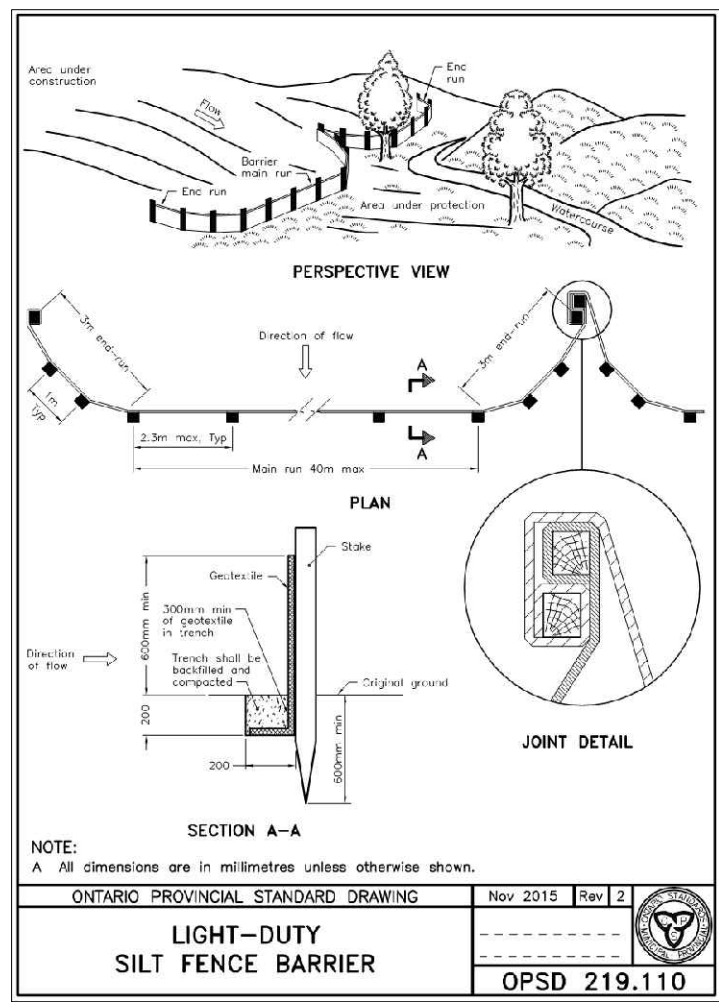 Area under
construction
End
run
Flow
Barrier
main run
End run
Area under protection
Watercourse
PERSPECTIVE VIEW
3m end-run
Direction of flow
3m end-run
A
1m
Typ
2.3m max, Typ
A
Main run 40m max
PLAN
Stake
Geotextile
600mm min
300mm min
of geotextile
in trench
Direction
of flow
Trench shall be
backfilled and
compacted
Original ground
200
600mm min
200
JOINT DETAIL
SECTION A-A
NOTE:
A All dimensions are in millimetres unless otherwise shown.
ONTARIO PROVINCIAL STANDARD DRAWING
Nov 2015 Rev 2
LIGHT-DUTY
SILT FENCE BARRIER
OPSD 219.110